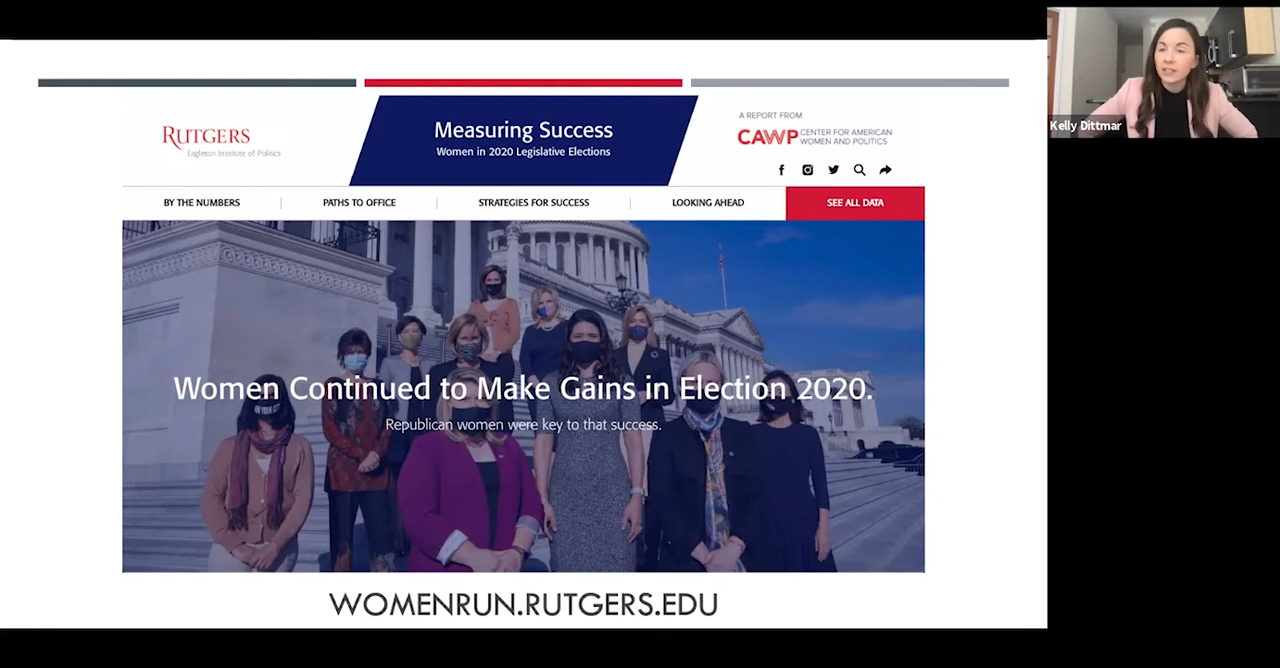 RUTGERS
Eagleton Institute of Politics
Measuring Success
Women in 2020 Legislative Elections
A REPORT FROM
CAWP CENTER FOR AMERICAN
WOMEN AND POLITICS
BY THE NUMBERS
PATHS TO OFFICE
STRATEGIES FOR SUCCESS
LOOKING AHEAD
SEE ALL DATA
Women Continued to Make Gains in Election 2020.
Republican women were key to that success.
WOMENRUN.RUTGERS.EDU
Kelly Dittmar